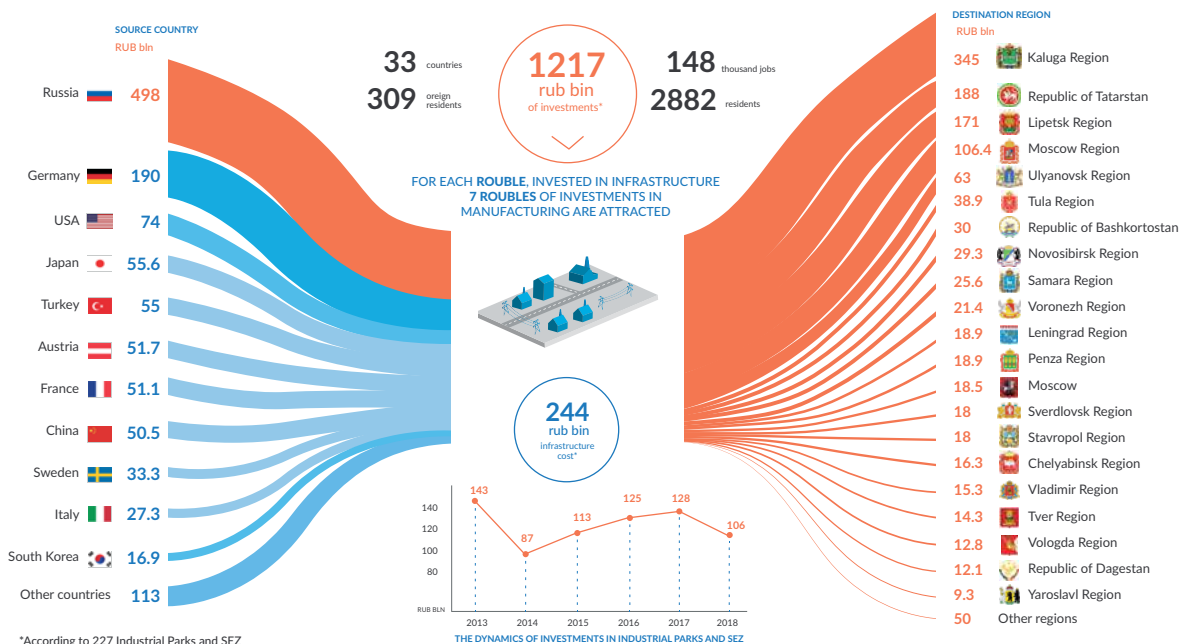 SOURCE COUNTRY
RUB bln
Russia 498
Germany 190
USA 74
Japan 55.6
Turkey 55
Austria 51.7
France 51.1
China 50.5
Sweden 33.3
Italy 27.3
South Korea 16.9
Other countries 113
*According to 227 Industrial Parks and SEZ
33 countries
309 oreign
residents
1217
rub bin
of investments*
148 thousand jobs
2882 residents
FOR EACH ROUBLE, INVESTED IN INFRASTRUCTURE
7 ROUBLES OF INVESTMENTS IN
MANUFACTURING ARE ATTRACTED
244
rub bin
infrastructure
cost*
143
87
113
125
128
106
140
120
100
80
RUB BLN
2013 2014 2015 2016 2017 2018
THE DYNAMICS OF INVESTMENTS IN INDUSTRIAL PARKS AND SEZ
DESTINATION REGION
RUB bln
345 Kaluga Region
188 Republic of Tatarstan
171 Lipetsk Region
106.4 Moscow Region
63 Ulyanovsk Region
38.9 Tula Region
30 Republic of Bashkortostan
29.3 Novosibirsk Region
25.6 Samara Region
21.4 Voronezh Region
18.9 Leningrad Region
18.9 Penza Region
18.5 Moscow
18 Sverdlovsk Region
18 Stavropol Region
16.3 Chelyabinsk Region
15.3 Vladimir Region
14.3 Tver Region
12.8 Vologda Region
12.1 Republic of Dagestan
9.3 Yaroslavl Region
50 Other regions